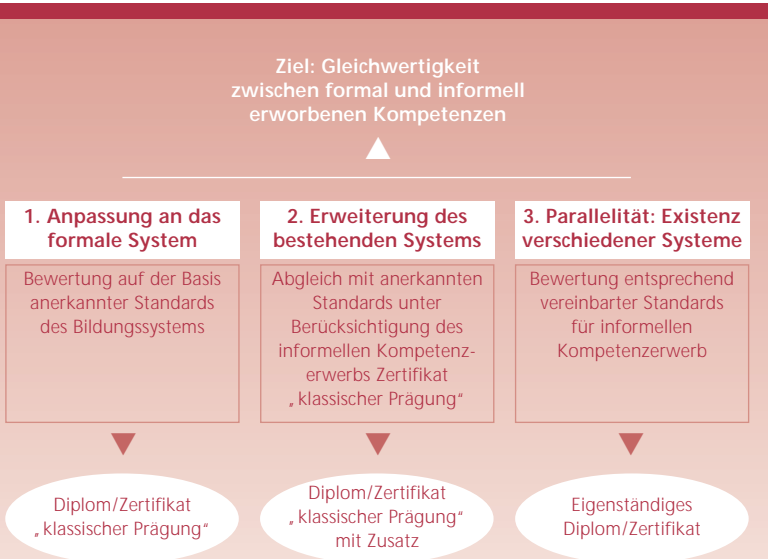 Ziel: Gleichwertigkeit
zwischen formal und informell
erworbenen Kompetenzen
1. Anpassung an das
formale System
Bewertung auf der Basis
anerkannter Standards
des Bildungssystems
Diplom/Zertifikat
„klassischer Prägung“
2. Erweiterung des
bestehenden Systems
Abgleich mit anerkannten
Standards unter
Berücksichtigung des
informellen Kompetenz-
erwerbs Zertifikat
„klassischer Prägung“
Diplom/Zertifikat
„klassischer Prägung“
mit Zusatz
3. Parallelität: Existenz
verschiedener Systeme
Bewertung entsprechend
vereinbarter Standards
für informellen
Kompetenzerwerb
Eigenständiges
Diplom/Zertifikat